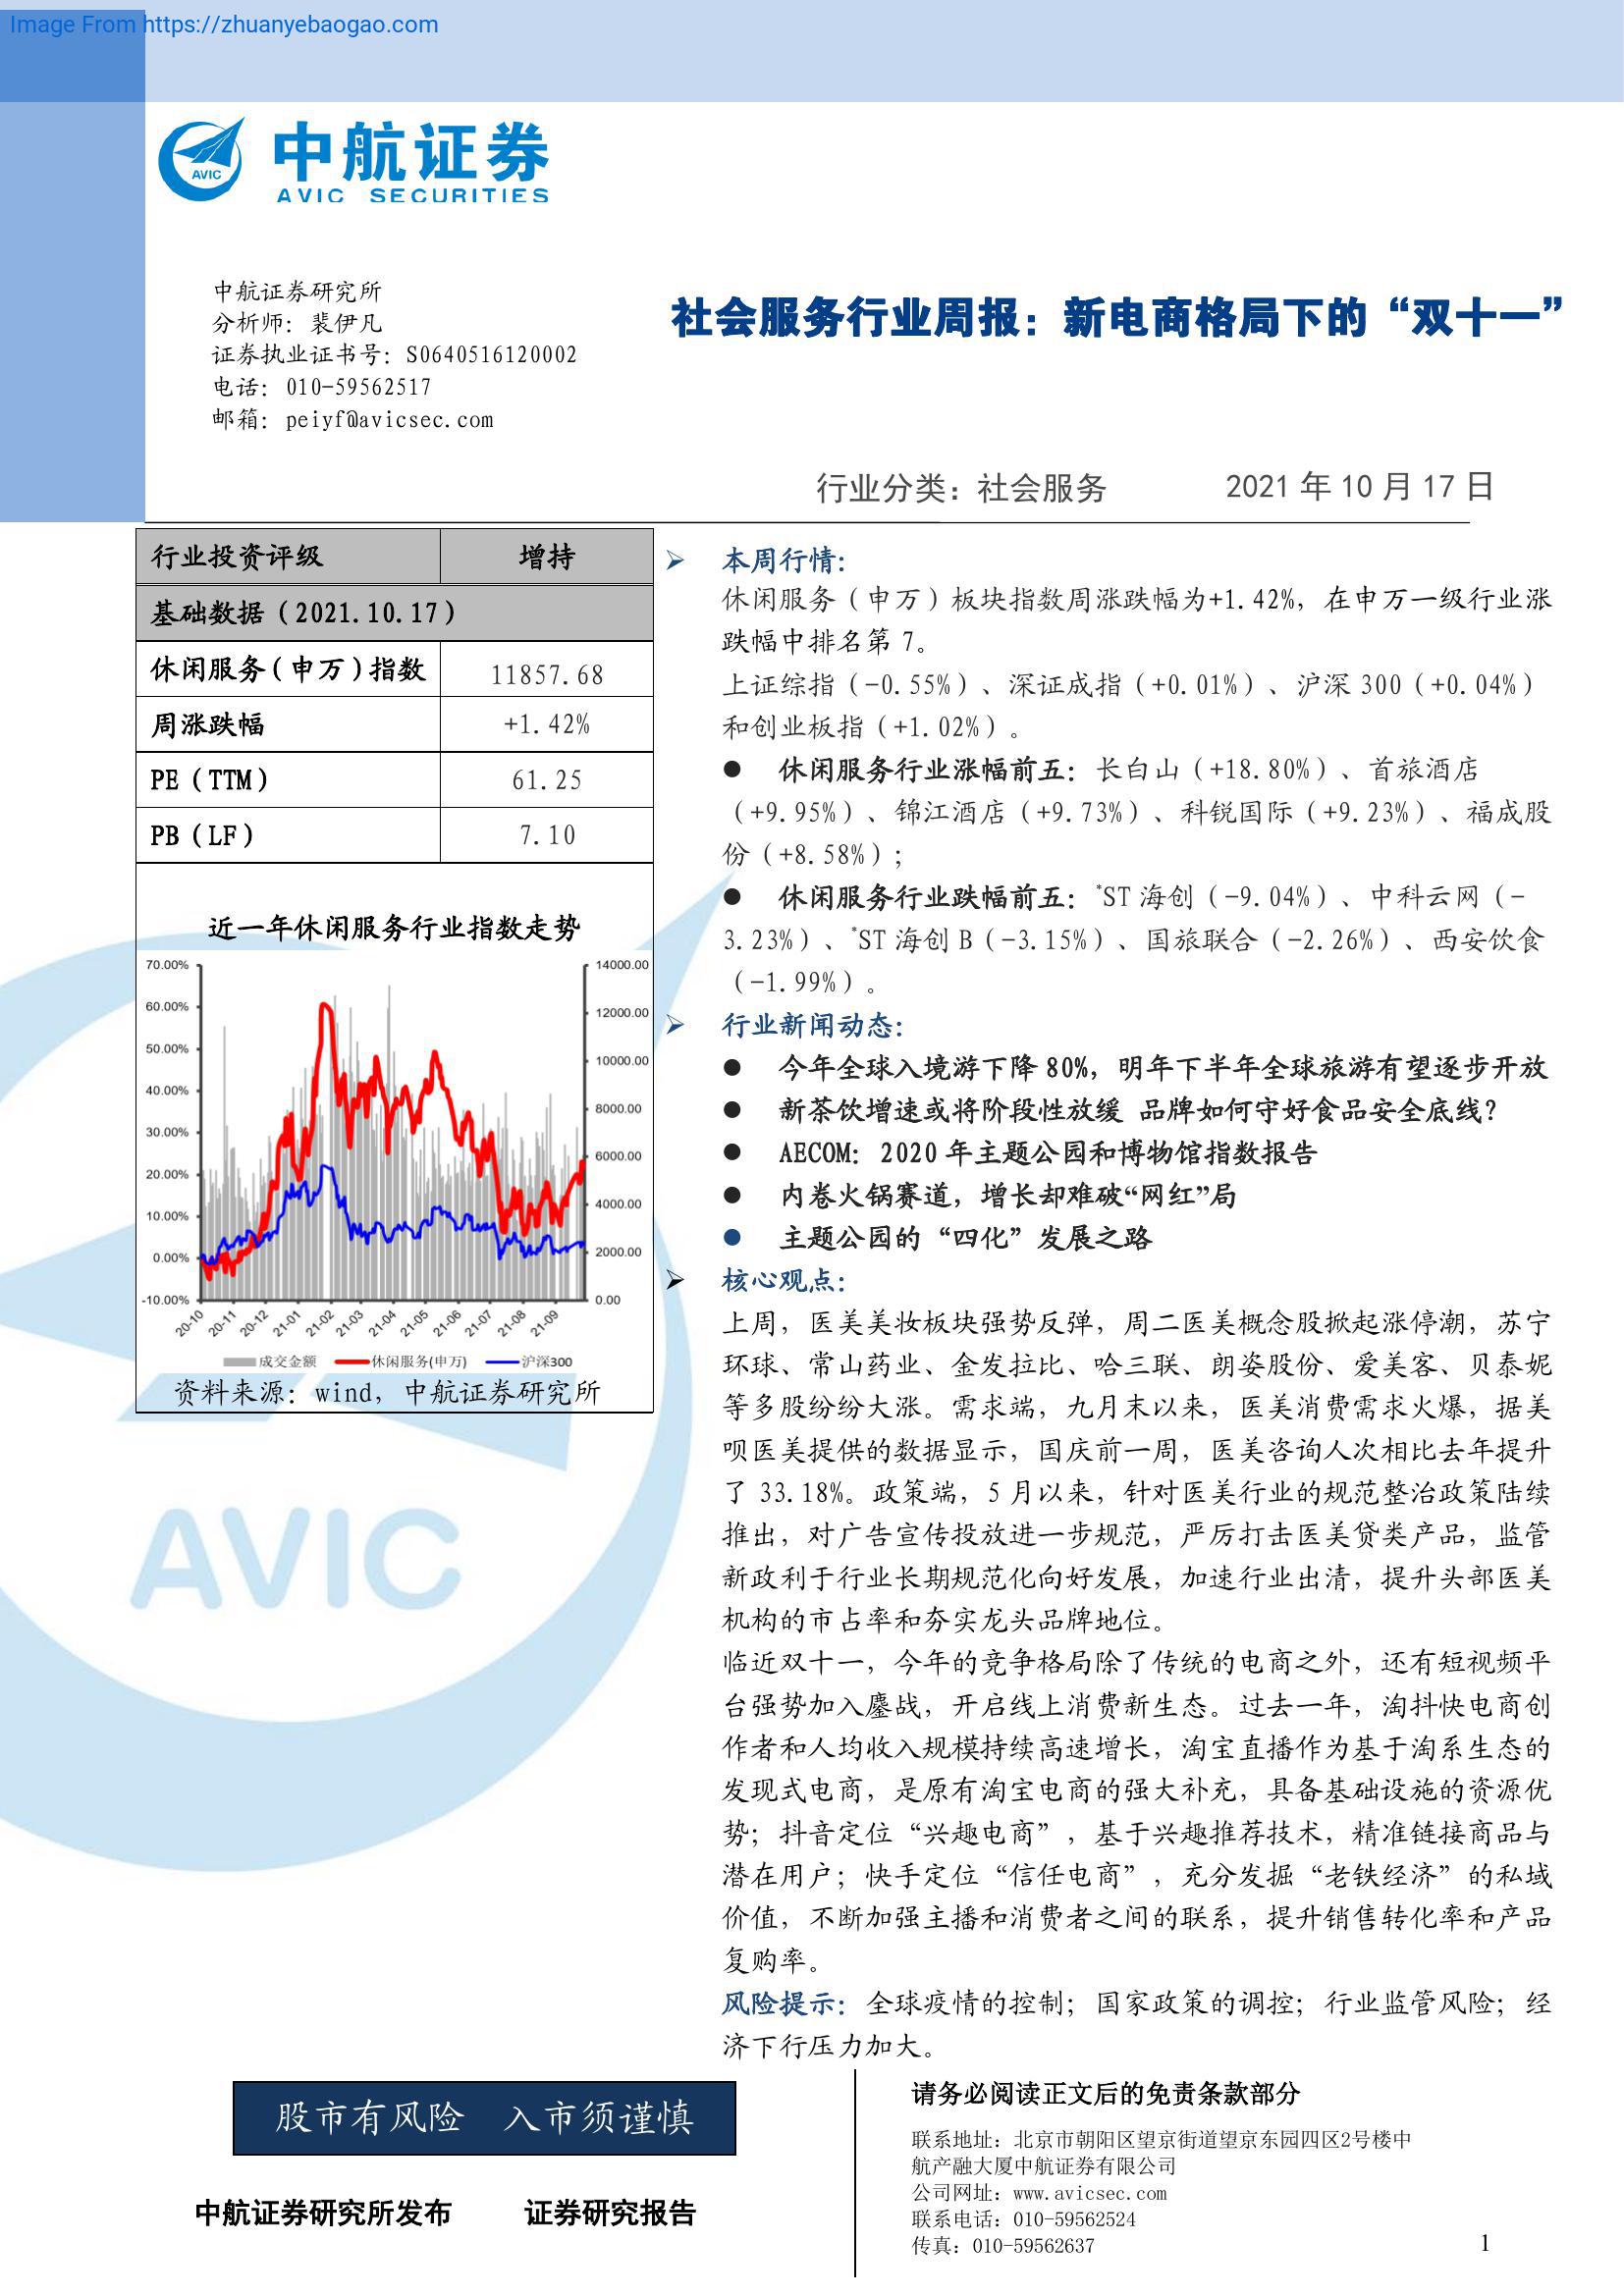 Image From https://zhuanyebaogao.com
AVIC
中航证券
AVIC SECURITIES
中航证券研究所
分析师：裴伊凡
证券执业证书号：S0640516120002
电话：010-59562517
邮箱：peiyf@avicsec.com
社会服务行业周报：新电商格局下的“双十一”
行业分类：社会服务 2021 年 10 月 17 日
行业投资评级 增持
基础数据（2021.10.17）
休闲服务(申万)指数 11857.68
周涨跌幅 +1.42%
PE（TTM） 61.25
PB（LF） 7.10
近一年休闲服务行业指数走势
70.00%
60.00%
50.00%
40.00%
30.00%
20.00%
10.00%
0.00%
-10.00%
14000.00
12000.00
10000.00
8000.00
6000.00
4000.00
2000.00
0.00
20-10 20-11 20-12 21-01 21-02 21-03 21-04 21-05 21-06 21-07 21-08 21-09
成交金额 休闲服务(申万) 沪深300
资料来源：wind，中航证券研究所
AVIC
➢ 本周行情：
休闲服务（申万）板块指数周涨跌幅为+1.42%，在申万一级行业涨
跌幅中排名第 7。
上证综指（-0.55%）、深证成指（+0.01%）、沪深 300（+0.04%）
和创业板指（+1.02%）。
● 休闲服务行业涨幅前五：长白山（+18.80%）、首旅酒店
（+9.95%）、锦江酒店（+9.73%）、科锐国际（+9.23%）、福成股
份（+8.58%）；
● 休闲服务行业跌幅前五：*ST 海创（-9.04%）、中科云网（-
3.23%）、*ST 海创 B（-3.15%）、国旅联合（-2.26%）、西安饮食
（-1.99%）。
➢ 行业新闻动态：
● 今年全球入境游下降 80%，明年下半年全球旅游有望逐步开放
● 新茶饮增速或将阶段性放缓 品牌如何守好食品安全底线？
● AECOM：2020 年主题公园和博物馆指数报告
● 内卷火锅赛道，增长却难破“网红”局
● 主题公园的“四化”发展之路
➢ 核心观点：
上周，医美美妆板块强势反弹，周二医美概念股掀起涨停潮，苏宁
环球、常山药业、金发拉比、哈三联、朗姿股份、爱美客、贝泰妮
等多股纷纷大涨。需求端，九月末以来，医美消费需求火爆，据美
呗医美提供的数据显示，国庆前一周，医美咨询人次相比去年提升
了 33.18%。政策端，5 月以来，针对医美行业的规范整治政策陆续
推出，对广告宣传投放进一步规范，严厉打击医美贷类产品，监管
新政利于行业长期规范化向好发展，加速行业出清，提升头部医美
机构的市占率和夯实龙头品牌地位。
临近双十一，今年的竞争格局除了传统的电商之外，还有短视频平
台强势加入鏖战，开启线上消费新生态。过去一年，淘抖快电商创
作者和人均收入规模持续高速增长，淘宝直播作为基于淘系生态的
发现式电商，是原有淘宝电商的强大补充，具备基础设施的资源优
势；抖音定位“兴趣电商”，基于兴趣推荐技术，精准链接商品与
潜在用户；快手定位“信任电商”，充分发掘“老铁经济”的私域
价值，不断加强主播和消费者之间的联系，提升销售转化率和产品
复购率。
风险提示：全球疫情的控制；国家政策的调控；行业监管风险；经
济下行压力加大。
股市有风险 入市须谨慎
中航证券研究所发布 证券研究报告
请务必阅读正文后的免责条款部分
联系地址：北京市朝阳区望京街道望京东园四区2号楼中
航产融大厦中航证券有限公司
公司网址：www.avicsec.com
联系电话：010-59562524
传真：010-59562637
1